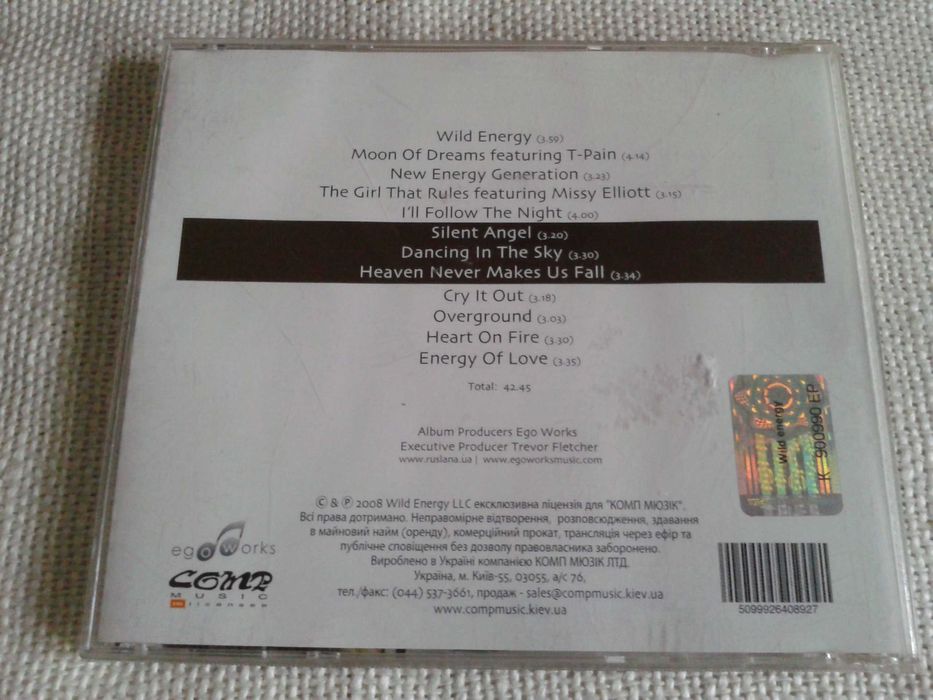 Wild Energy (3.59)
Moon Of Dreams featuring T-Pain (4.14)
New Energy Generation (3.23)
The Girl That Rules featuring Missy Elliott (3.15)
I'll Follow The Night (4.00)
Silent Angel (3.20)
Dancing In The Sky (3.30)
Heaven Never Makes Us Fall (3.34)
Cry It Out (3.18)
Overground (3.03)
Heart On Fire (3.30)
Energy Of Love (3.35)
Total: 42.45
Album Producers Ego Works
Executive Producer Trevor Fletcher
www.ruslana.ua | www.egoworksmusic.com
© & ℗ 2008 Wild Energy LLC ексклюзивна ліцензія для "КОМП МЮЗІК".
Всі права дотримано. Неправомірне відтворення, розповсюдження, здавання
в майновий найм (оренду), комерційний прокат, трансляція через ефір та
публічне сповіщення без дозволу правовласника заборонено.
Вироблено в Україні компанією КОМП МЮЗІК ЛТД.
Україна, м. Київ-55, 03055, а/с 76,
тел./факс: (044) 537-3661, продаж - sales@compmusic.kiev.ua
www.compmusic.kiev.ua
ego works
COMP
MUSIC
licensee
Wild energy
900990 EP
5099926408927